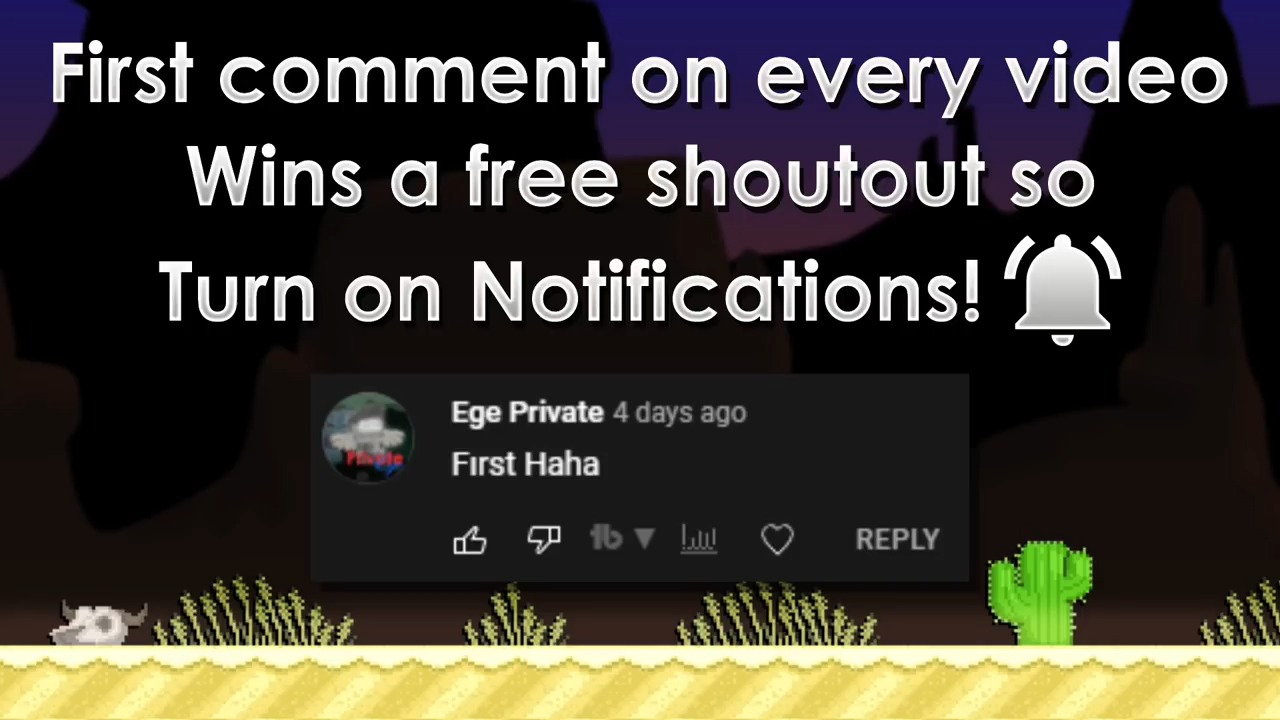 First comment on every video
Wins a free shoutout so
Turn on Notifications!
Ege Private 4 days ago
Fırst Haha
Private
REPLY